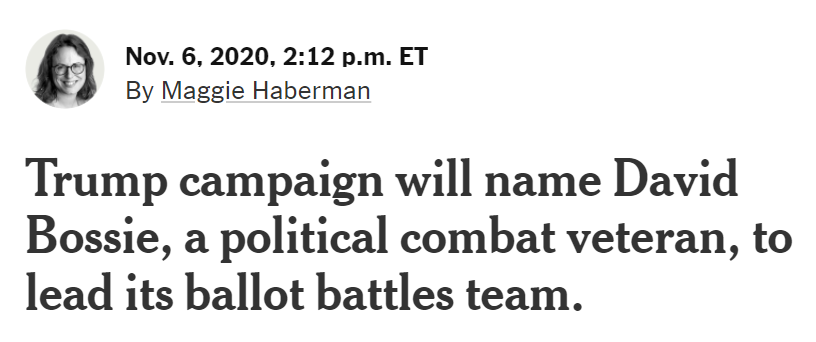 Nov. 6, 2020, 2:12 p.m. ET
By Maggie Haberman
Trump campaign will name David
Bossie, a political combat veteran, to
lead its ballot battles team.